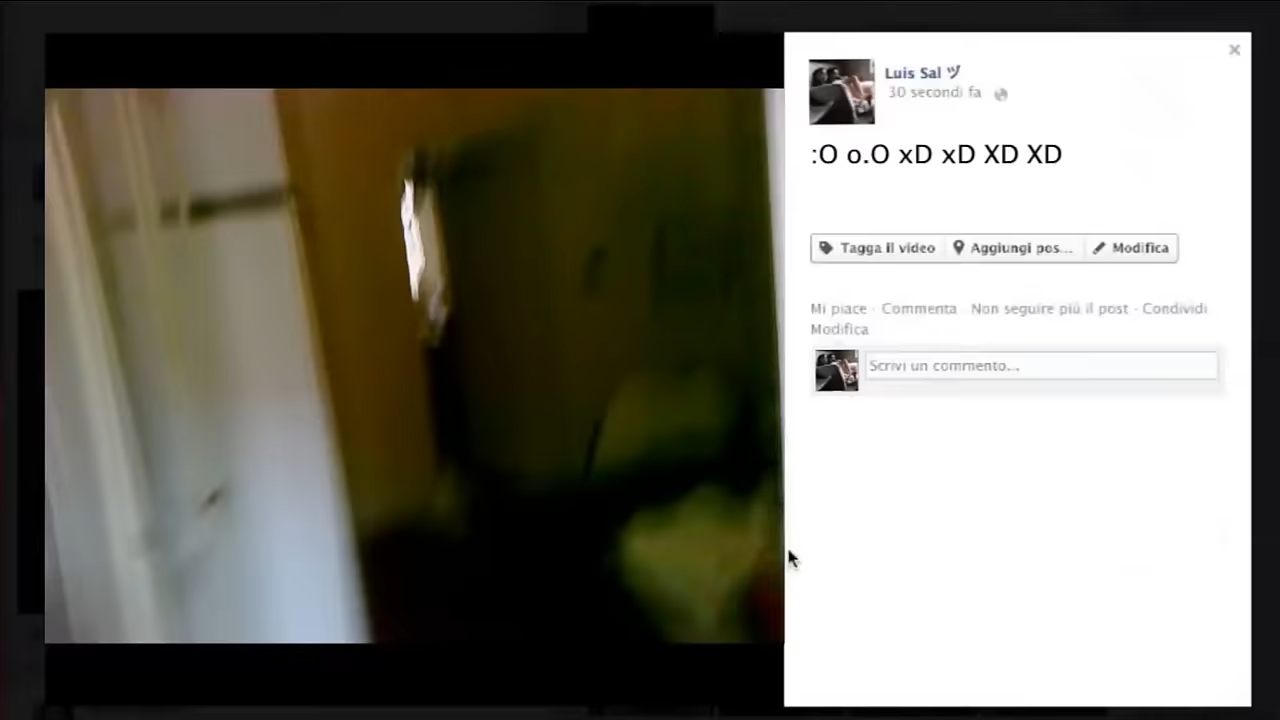 Luis Sal ヅ
30 secondi fa
:O o.O xD xD XD XD
Tagga il video Aggiungi pos... Modifica
Mi piace · Commenta · Non seguire più il post · Condividi
Modifica
Scrivi un commento...